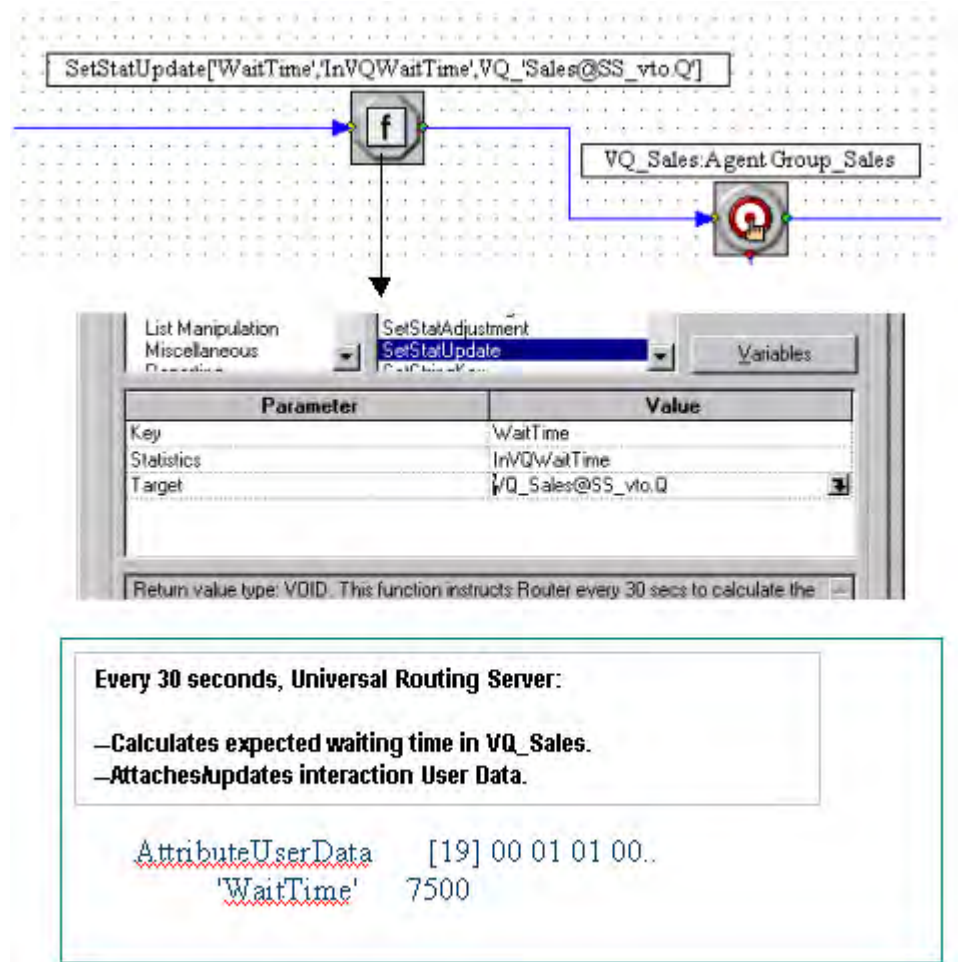 SetStatUpdate['WaitTime','InVQWaitTime',VQ_'Sales@SS_vto.Q']
f
VQ_Sales:Agent Group_Sales
List Manipulation
Miscellaneous
SetStatAdjustment
SetStatUpdate
Variables
Parameter Value
Key WaitTime
Statistics InVQWaitTime
Target VQ_Sales@SS_vto.Q
Return value type: VOID. This function instructs Router every 30 secs to calculate the
Every 30 seconds, Universal Routing Server:
—Calculates expected waiting time in VQ_Sales.
—Attaches/updates interaction User Data.
AttributeUserData [19] 00 01 01 00..
'WaitTime' 7500